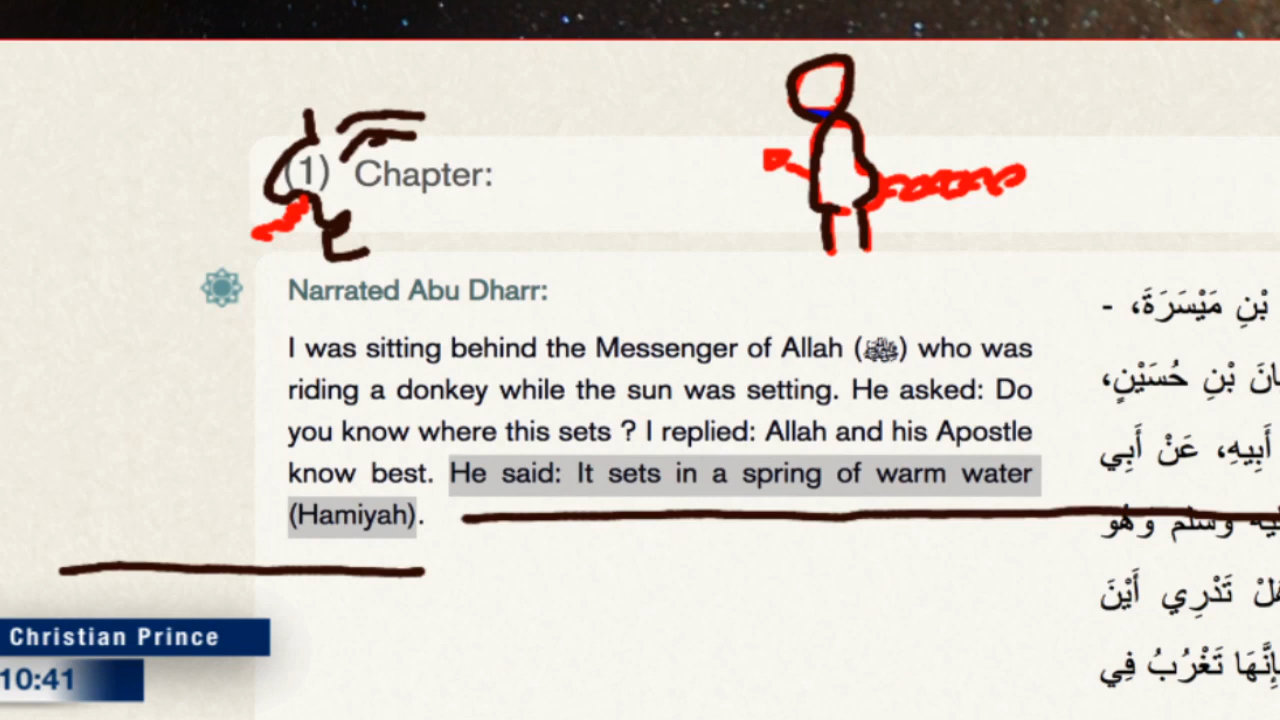 (1) Chapter:
Narrated Abu Dharr:
I was sitting behind the Messenger of Allah (ﷺ) who was
riding a donkey while the sun was setting. He asked: Do
you know where this sets ? I replied: Allah and his Apostle
know best. He said: It sets in a spring of warm water
(Hamiyah).
بْنِ مَيْسَرَةَ، -
بْنِ حُسَيْنٍ،
أَبِيهِ، عَنْ أَبِي
وسلم وَهُوَ
تَدْرِي أَيْنَ
تَغْرُبُ فِي
Christian Prince
10:41